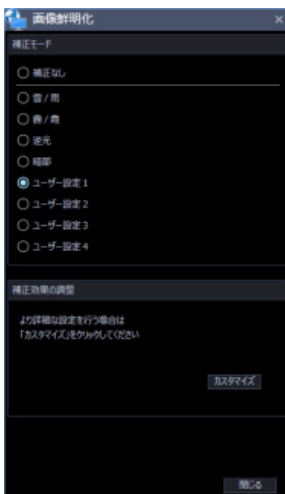 画像鮮明化
補正モード
補正なし
雪/雨
霧/靄
逆光
暗部
ユーザー設定1
ユーザー設定2
ユーザー設定3
ユーザー設定4
補正効果の調整
より詳細な設定を行う場合は
「カスタマイズ」をクリックしてください
カスタマイズ
閉じる